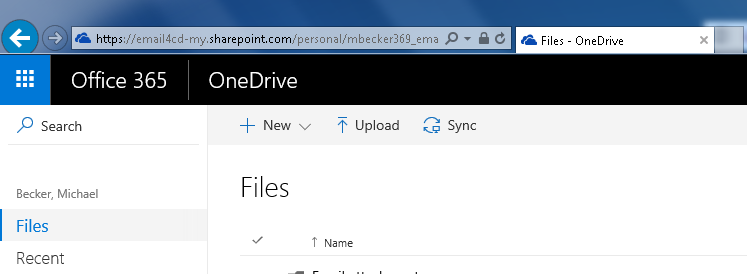 https://email4cd-my.sharepoint.com/personal/mbecker369_ema
Files - OneDrive
Office 365
OneDrive
Search
New
Upload
Sync
Becker, Michael
Files
Files
Name
Recent